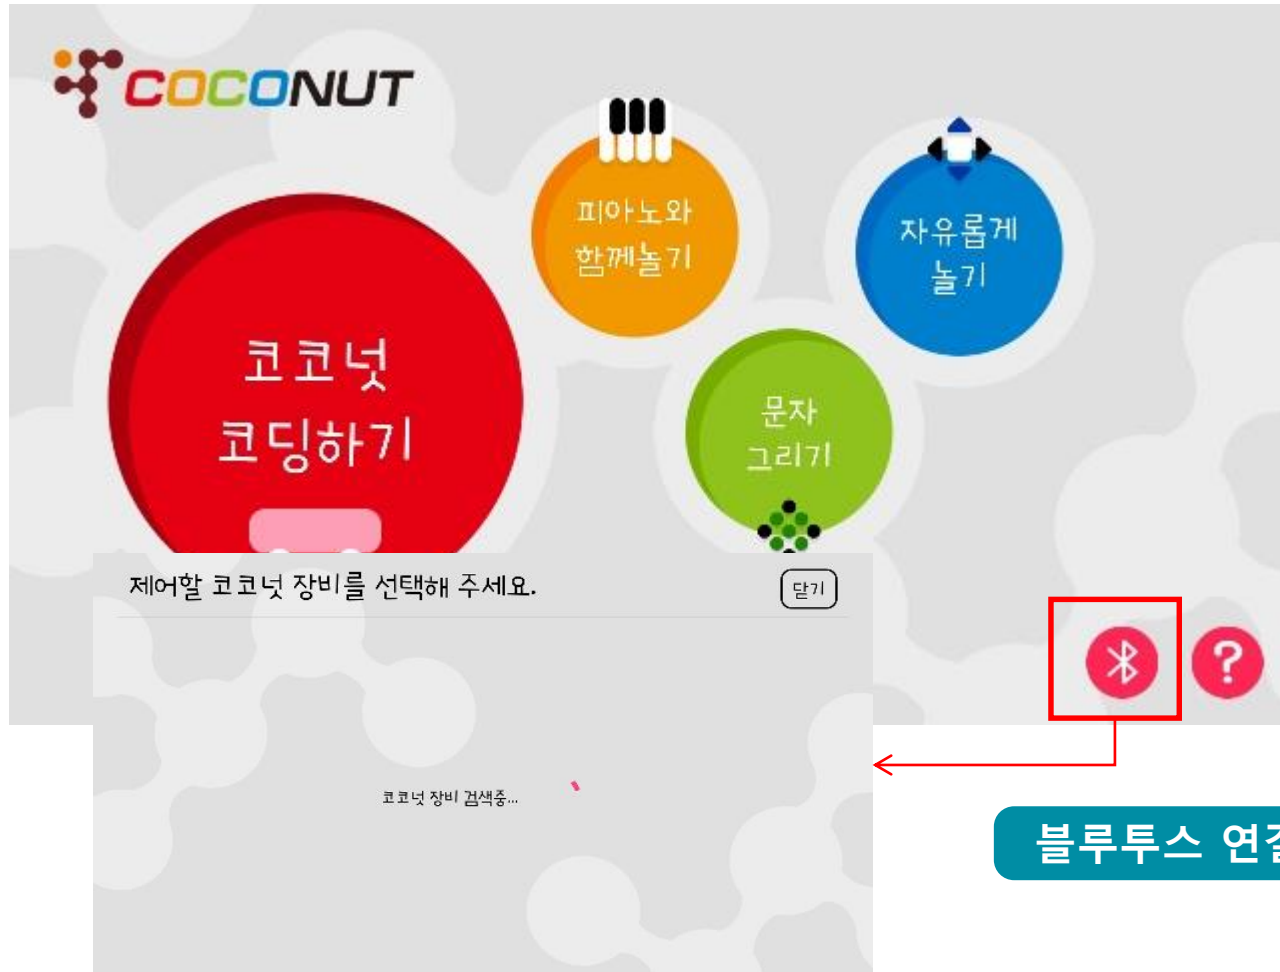 COCONUT
피아노와
함께놀기
자유롭게
놀기
코코넛
코딩하기
문자
그리기
제어할 코코넛 장비를 선택해 주세요.
닫기
?
코코넛 장비 검색중...
블루투스